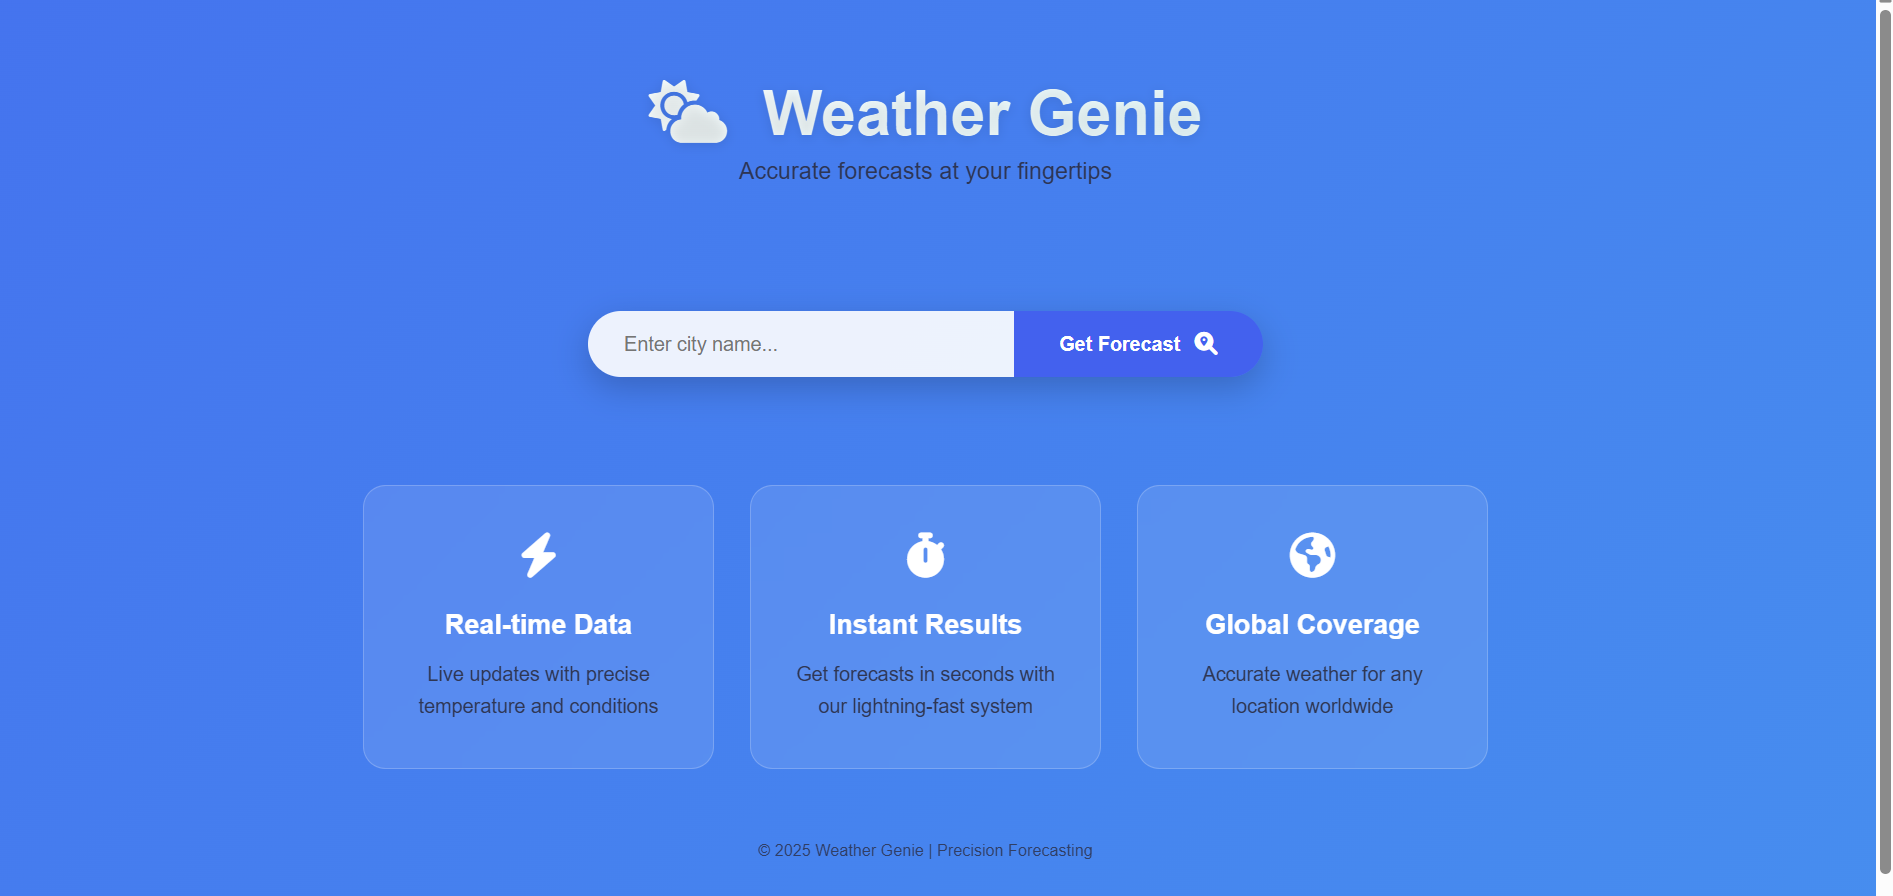 Weather Genie
Accurate forecasts at your fingertips
Enter city name...
Get Forecast
Real-time Data
Live updates with precise
temperature and conditions
Instant Results
Get forecasts in seconds with
our lightning-fast system
Global Coverage
Accurate weather for any
location worldwide
© 2025 Weather Genie | Precision Forecasting